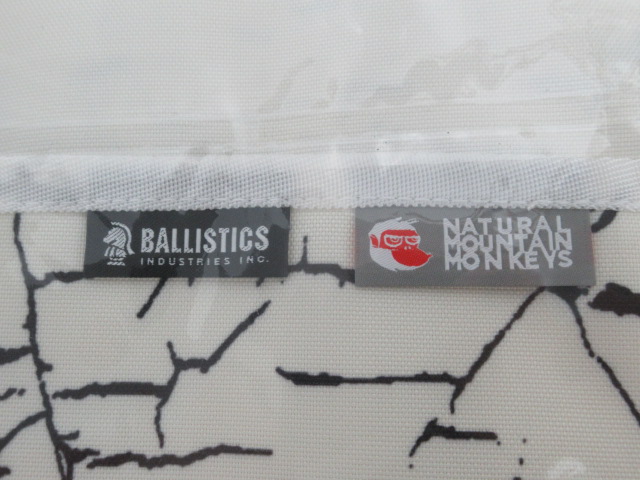 BALLISTICS
INDUSTRIES INC.
NATURAL
MOUNTAIN
MONKEYS